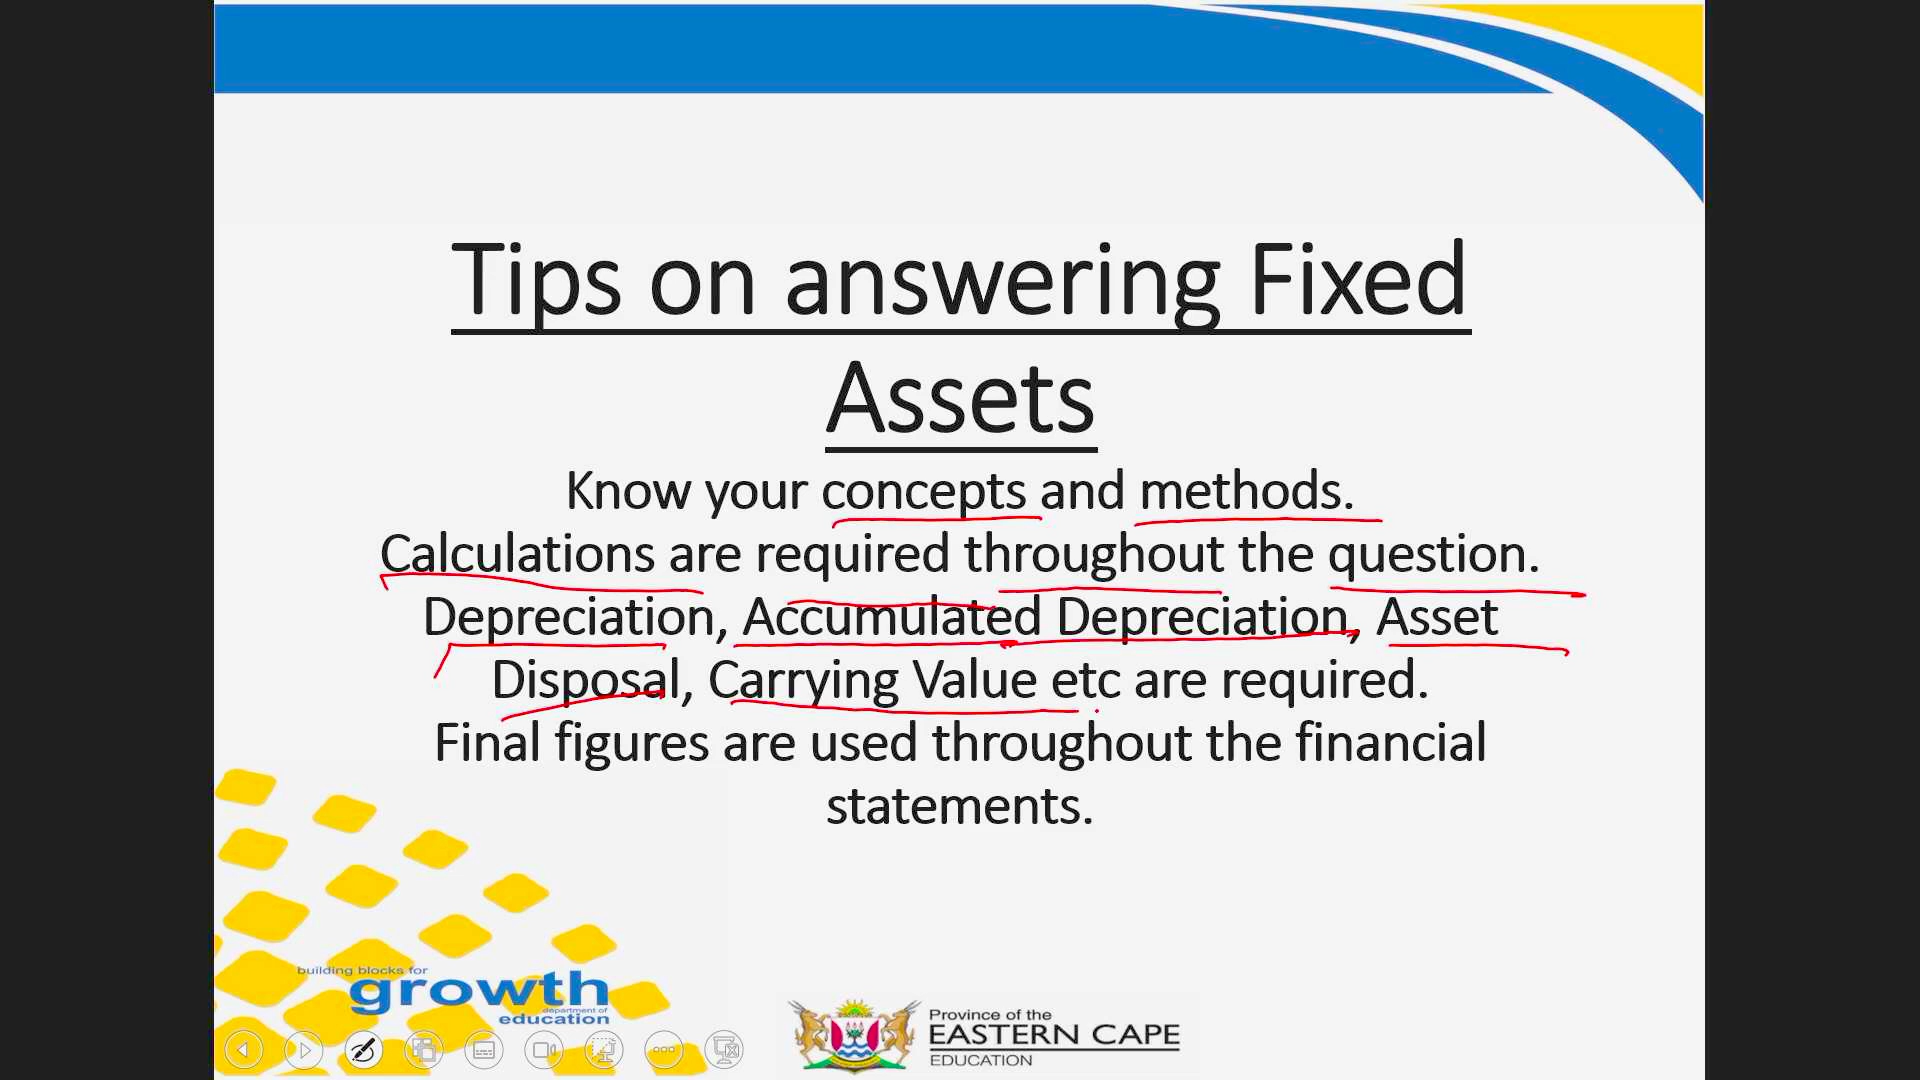 Tips on answering Fixed
Assets
Know your concepts and methods.
Calculations are required throughout the question.
Depreciation, Accumulated Depreciation, Asset
Disposal, Carrying Value etc are required.
Final figures are used throughout the financial
statements.
building blocks for
growth
department of
education
Province of the
EASTERN CAPE
EDUCATION